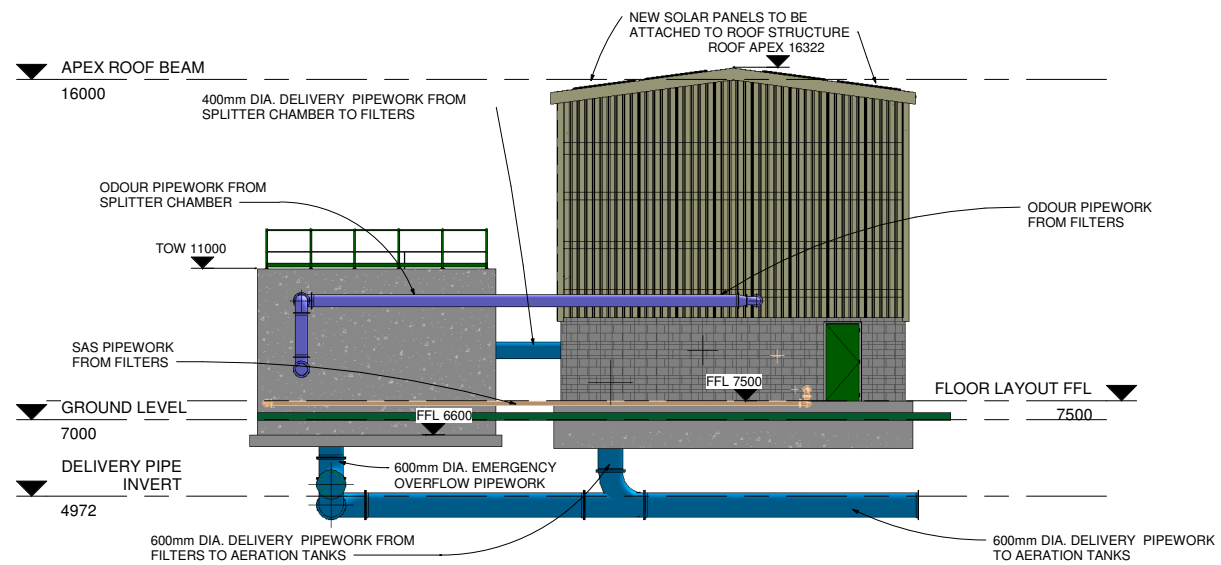 NEW SOLAR PANELS TO BE
ATTACHED TO ROOF STRUCTURE
ROOF APEX 16322
APEX ROOF BEAM
16000
400mm DIA. DELIVERY PIPEWORK FROM
SPLITTER CHAMBER TO FILTERS
ODOUR PIPEWORK FROM
SPLITTER CHAMBER
ODOUR PIPEWORK
FROM FILTERS
TOW 11000
SAS PIPEWORK
FROM FILTERS
FFL 7500
FLOOR LAYOUT FFL
7500
GROUND LEVEL
7000
FFL 6600
DELIVERY PIPE
INVERT
4972
600mm DIA. EMERGENCY
OVERFLOW PIPEWORK
600mm DIA. DELIVERY PIPEWORK FROM
FILTERS TO AERATION TANKS
600mm DIA. DELIVERY PIPEWORK
TO AERATION TANKS